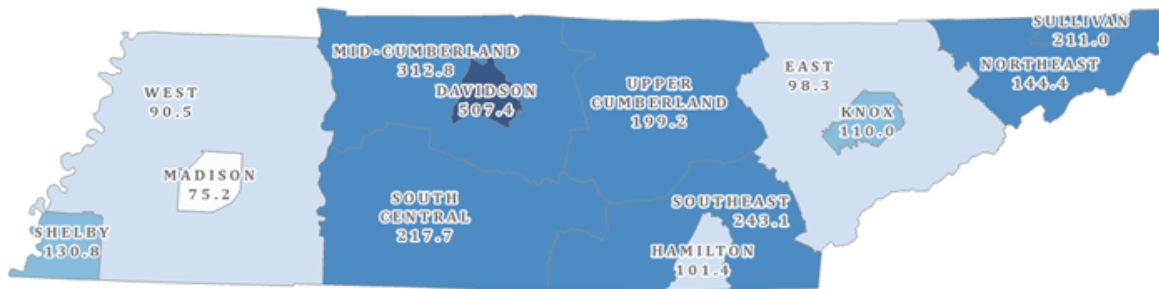 WEST
90.5
MADISON
75.2
SHELBY
130.8
MID-CUMBERLAND
312.8
DAVIDSON
507.4
SOUTH
CENTRAL
217.7
UPPER
CUMBERLAND
199.2
SOUTHEAST
243.1
HAMILTON
101.4
EAST
98.3
KNOX
110.0
SULLIVAN
211.0
NORTHEAST
144.4